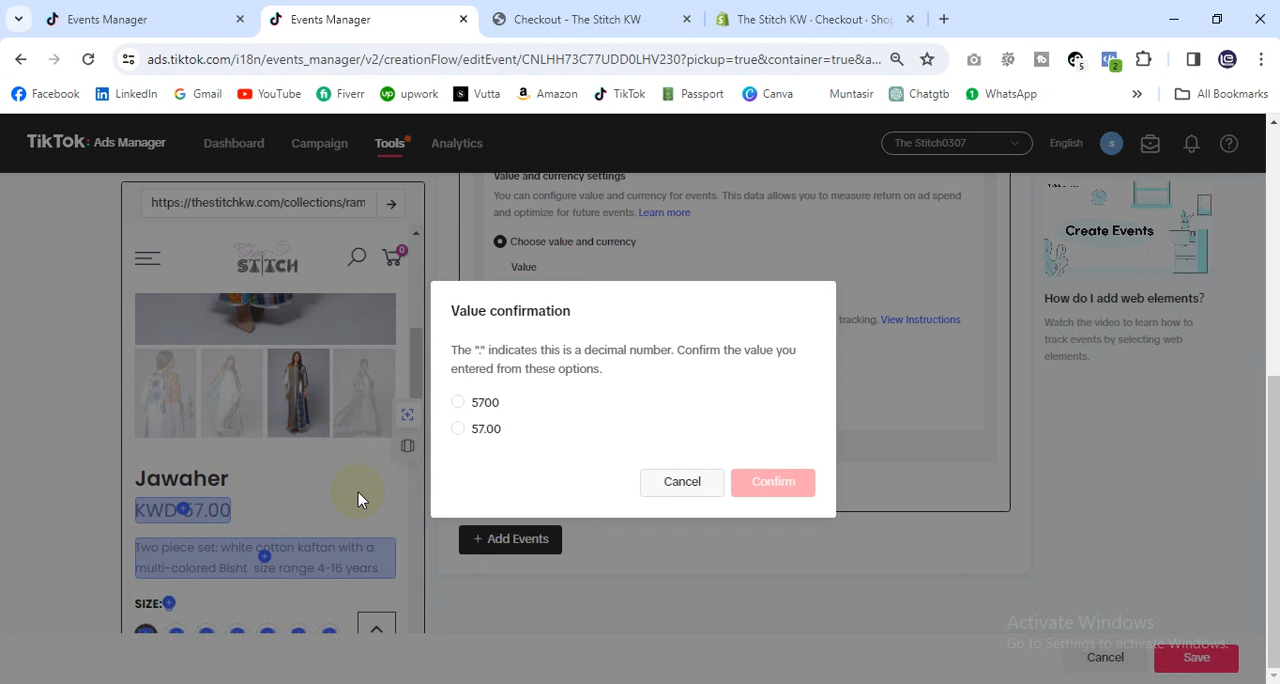 Events Manager
Events Manager
Checkout - The Stitch KW
The Stitch KW · Checkout · Sho
ads.tiktok.com/i18n/events_manager/v2/creationFlow/editEvent/CNLHH73C77UDD0LHV230?pickup=true&container=true&a...
5
2
Facebook
LinkedIn
Gmail
YouTube
Fiverr
upwork
Vutta
Amazon
TikTok
Passport
Canva
Muntasir
Chatgtb
WhatsApp
All Bookmarks
TikTok: Ads Manager
Dashboard
Campaign
Tools
Analytics
The Stitch0307
English
S
https://thestitchkw.com/collections/ram
STITCH
0
Jawaher
KWD 57.00
Two piece set: white cotton kaftan with a
multi-colored Bisht size range 4-16 years
SIZE:
Value and currency settings
You can configure value and currency for events. This data allows you to measure return on ad spend
and optimize for future events. Learn more
Choose value and currency
Value
tracking. View Instructions
Value confirmation
The "." indicates this is a decimal number. Confirm the value you
entered from these options.
5700
57.00
Cancel
Confirm
+ Add Events
Create Events
How do I add web elements?
Watch the video to learn how to
track events by selecting web
elements.
Activate Windows
Go to Settings to activate Windows.
Cancel
Save